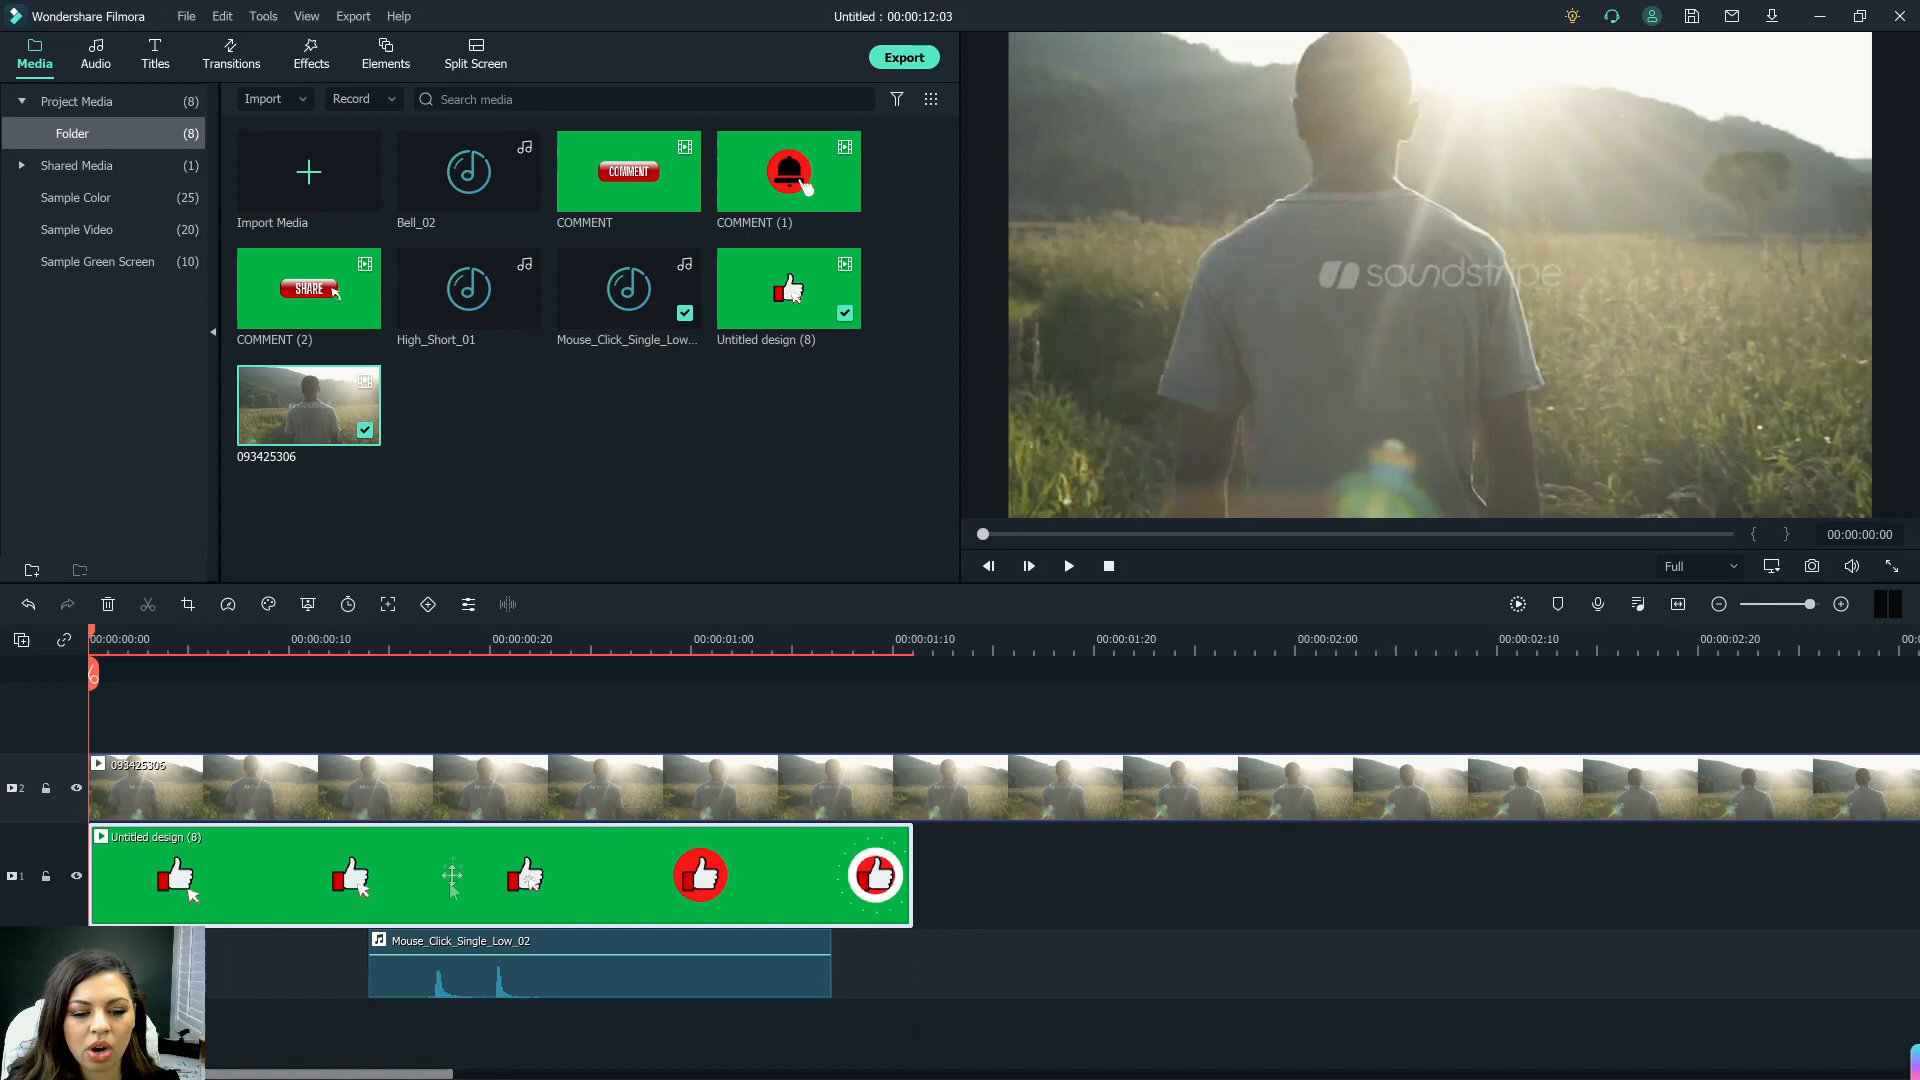 Wondershare Filmora
File Edit Tools View Export Help
Untitled : 00:00:12:03
Media Audio Titles Transitions Effects Elements Split Screen
Export
Project Media (8)
Folder (8)
Shared Media (1)
Sample Color (25)
Sample Video (20)
Sample Green Screen (10)
Import Record Search media
COMMENT
Import Media Bell_02 COMMENT COMMENT (1)
SHARE
COMMENT (2) High_Short_01 Mouse_Click_Single_Low... Untitled design (8)
093425306
soundstripe
{ } 00:00:00:00
Full
00:00:00:00 00:00:00:10 00:00:00:20 00:00:01:00 00:00:01:10 00:00:01:20 00:00:02:00 00:00:02:10 00:00:02:20
093425306
2
Untitled design (8)
1
Mouse_Click_Single_Low_02